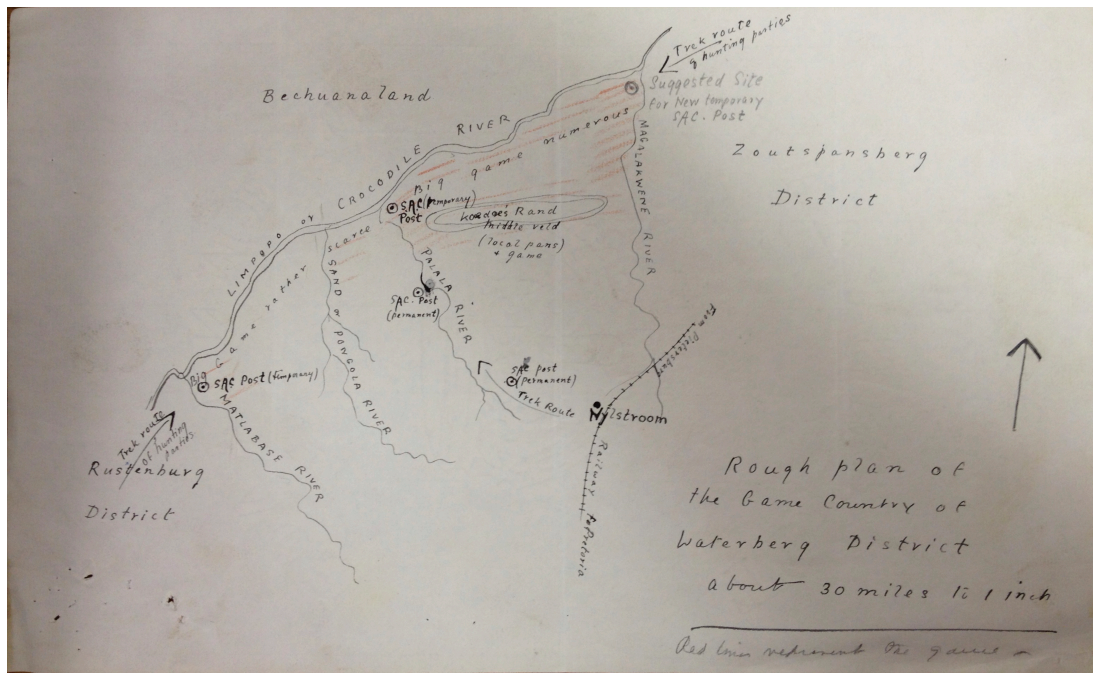 Trek route
of hunting parties
Bechuanaland
Suggested Site
for New temporary
SAC. Post
LIMPOPO or CROCODILE RIVER
Big game numerous
MAGALAKWENE RIVER
Zoutspansberg
District
SAC (temporary)
Post
Koedoe's Rand
Middle veld
(local pans)
& game
Big Game rather scarce
SAND or PONGOLA RIVER
PALALA RIVER
SAC. Post
(permanent)
SAC post
(permanent)
Trek Route
From Pietersburg
Nylstroom
Railway to Pretoria
SAC Post (temporary)
MATLABASE RIVER
Trek route
of hunting
parties
Rustenburg
District
Rough plan of
the Game Country of
Waterberg District
about 30 miles to 1 inch
Red lines represent the game